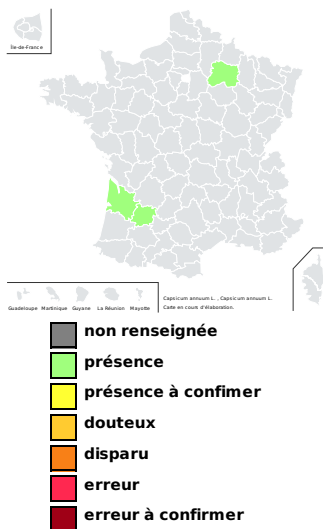 Île-de-France
Guadeloupe Martinique Guyane La Réunion Mayotte
Capsicum annuum L. , Capsicum annuum L.
Carte en cours d'élaboration.
non renseignée
présence
présence à confimer
douteux
disparu
erreur
erreur à confirmer